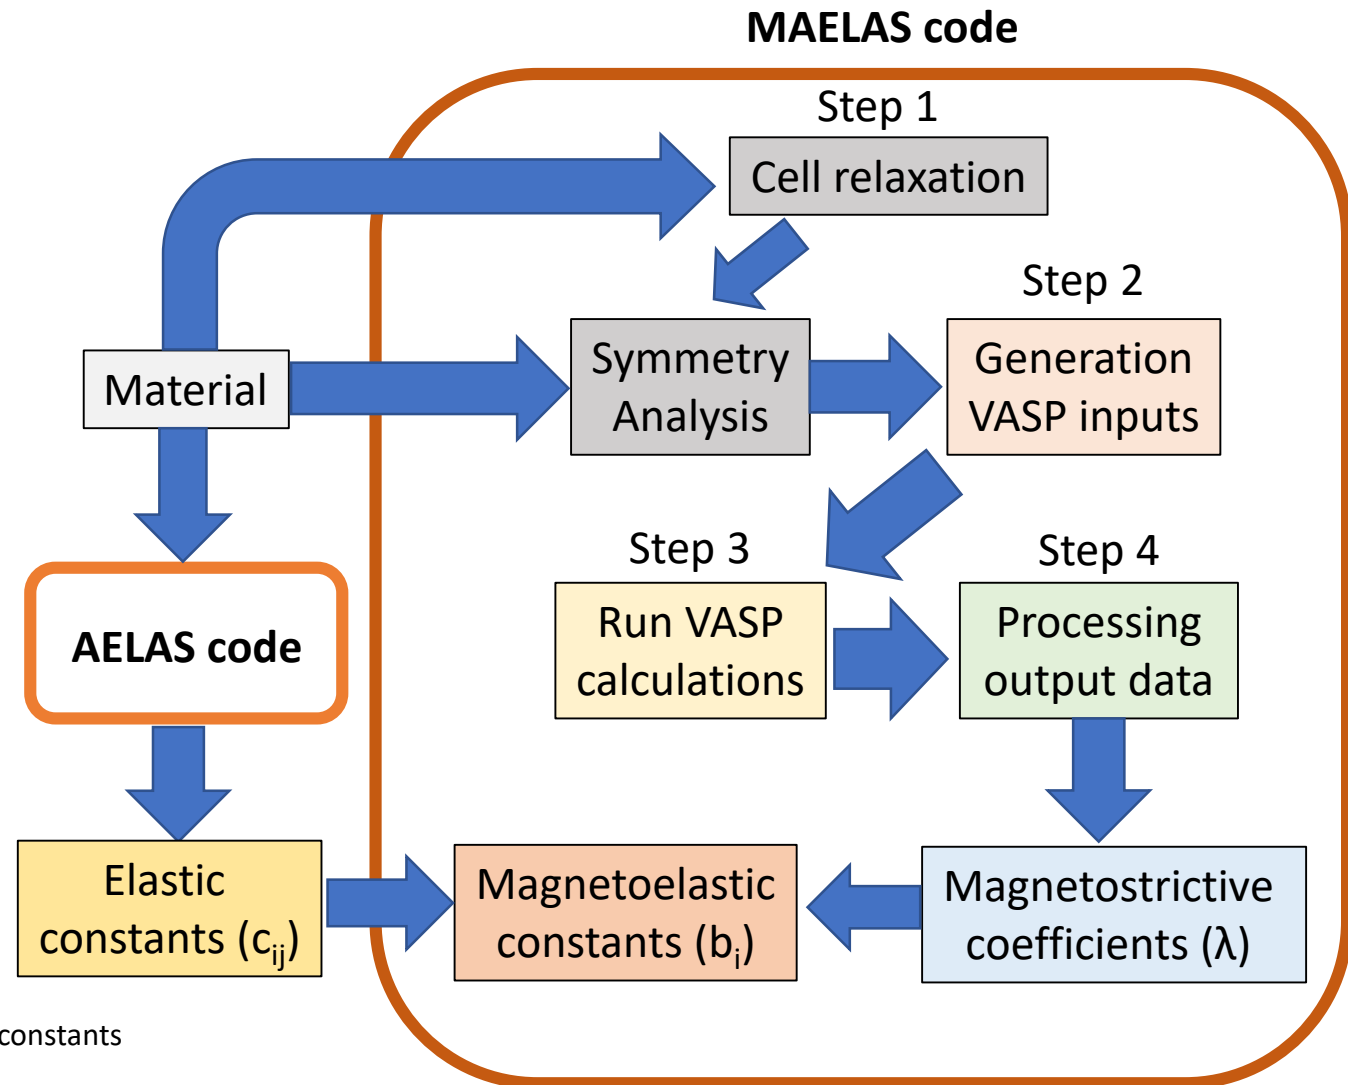 MAELAS code
Step 1
Cell relaxation
Step 2
Symmetry
Analysis
Generation
VASP inputs
Material
Step 3
Step 4
Run VASP
calculations
Processing
output data
AELAS code
Elastic
constants (cij)
Magnetoelastic
constants (bi)
Magnetostrictive
coefficients (λ)
constants